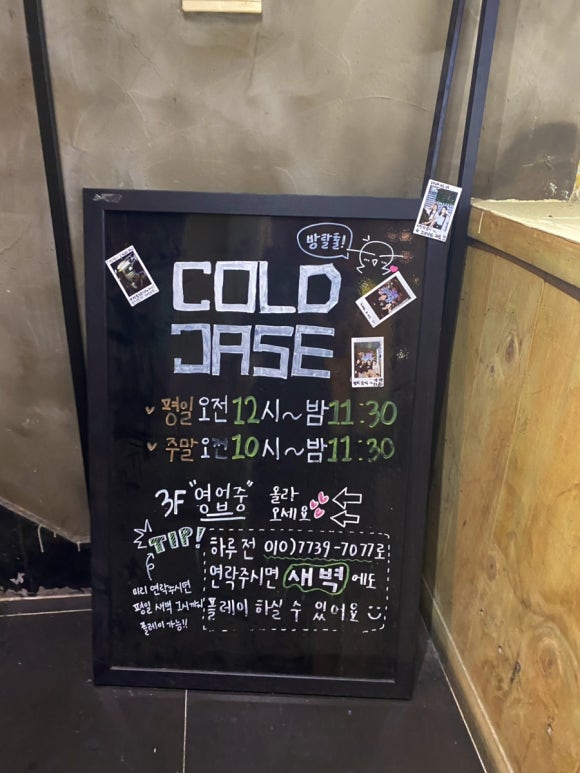 방탈출!
COLD
CASE
평일 오전 12시~밤 11:30
주말 오전 10시~밤 11:30
3F "영업중" 올라
오세요
TIP!
하루 전 010)7739-7077로
연락주시면 새벽에도
플레이 하실 수 있어요
미리 연락주시면
평일 새벽 1시까지
플레이 가능!!